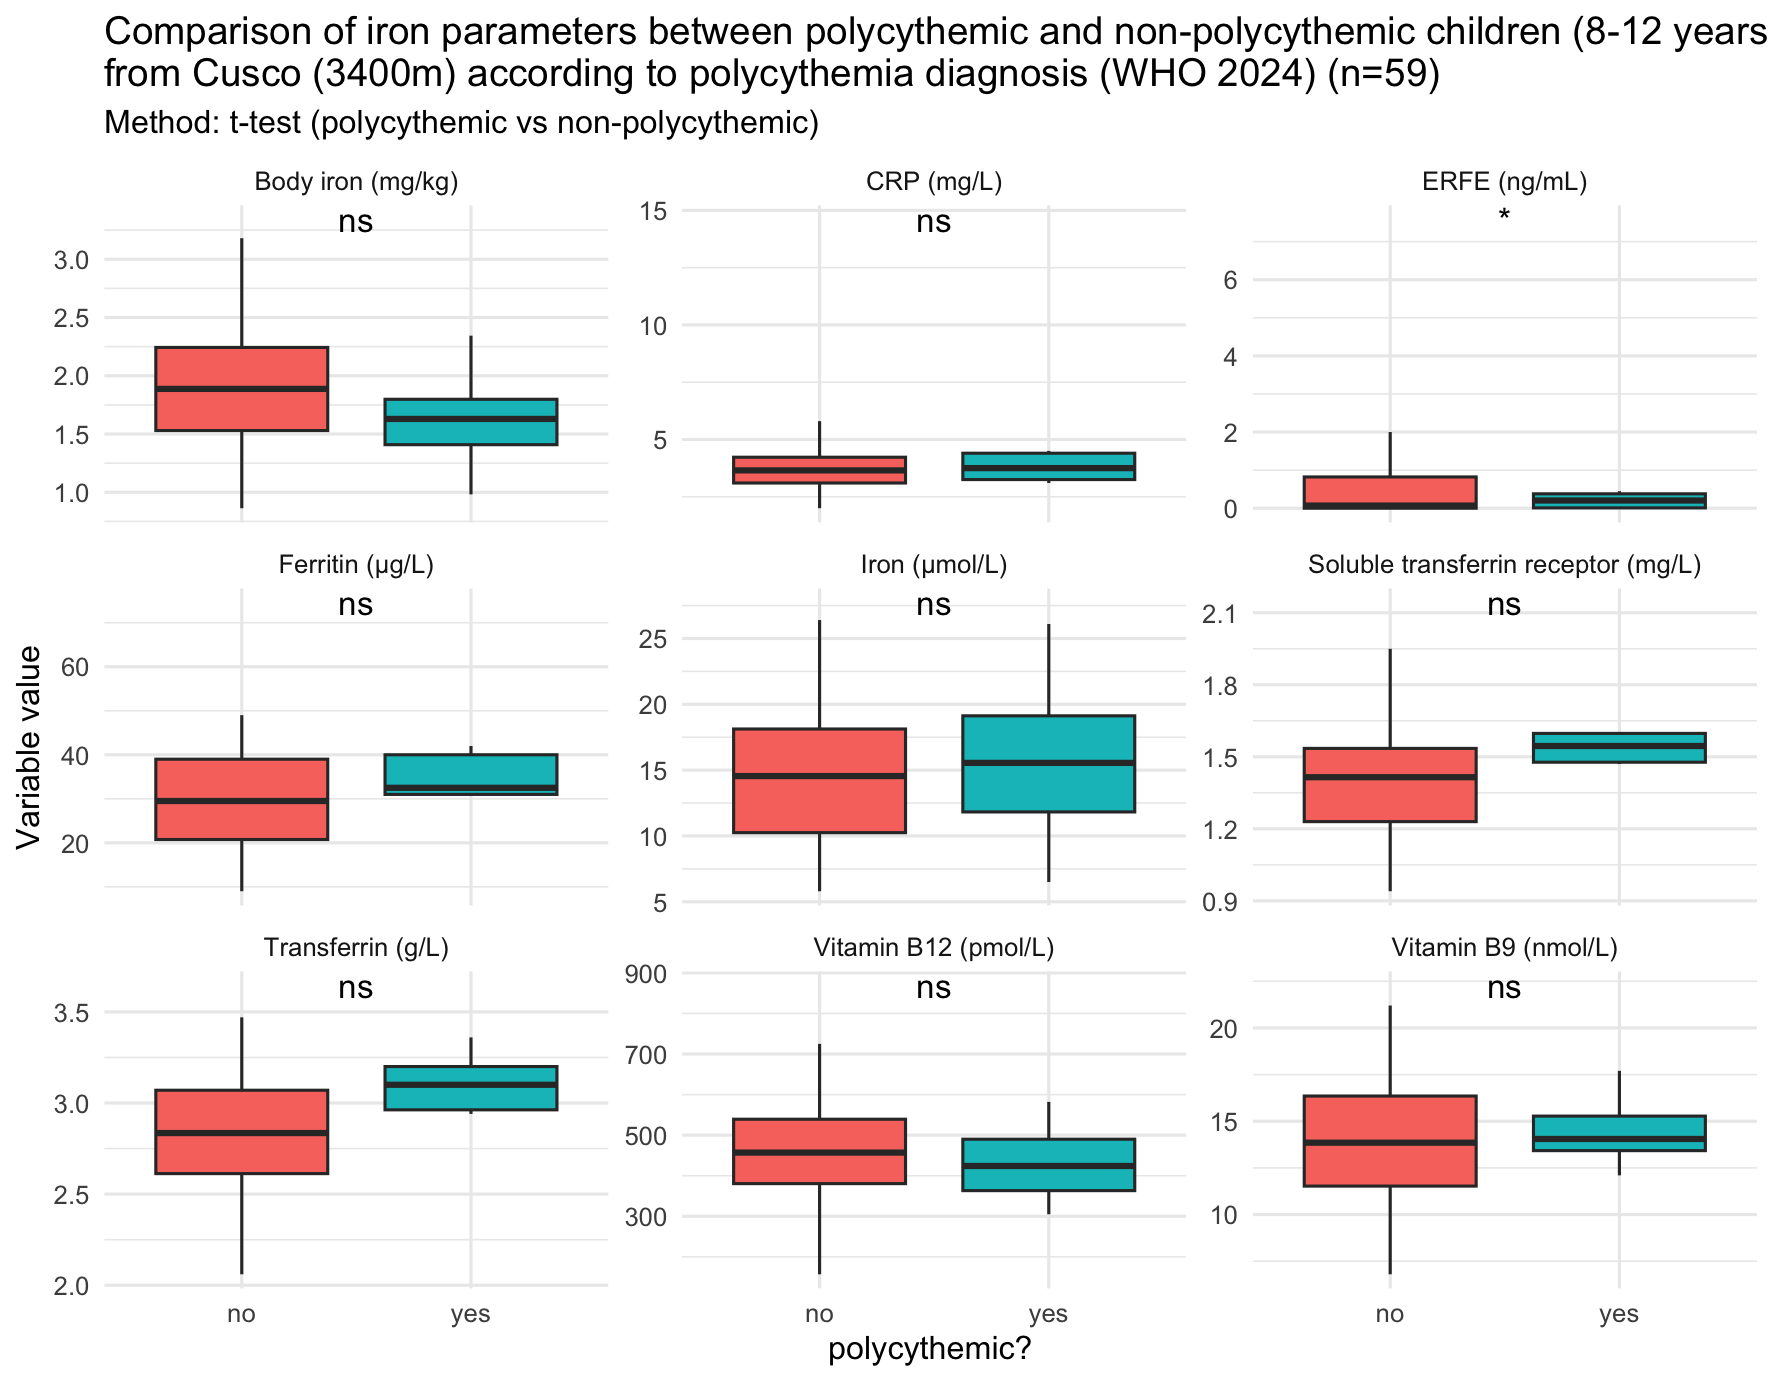 Comparison of iron parameters between polycythemic and non-polycythemic children (8-12 years
from Cusco (3400m) according to polycythemia diagnosis (WHO 2024) (n=59)
Method: t-test (polycythemic vs non-polycythemic)
Body iron (mg/kg)
ns
3.0
2.5
2.0
1.5
1.0
CRP (mg/L)
ns
15
10
5
ERFE (ng/mL)
*
6
4
2
0
Variable value
Ferritin (µg/L)
ns
60
40
20
Iron (µmol/L)
ns
25
20
15
10
5
Soluble transferrin receptor (mg/L)
ns
2.1
1.8
1.5
1.2
0.9
Transferrin (g/L)
ns
3.5
3.0
2.5
2.0
no yes
Vitamin B12 (pmol/L)
ns
900
700
500
300
no yes
Vitamin B9 (nmol/L)
ns
20
15
10
no yes
polycythemic?